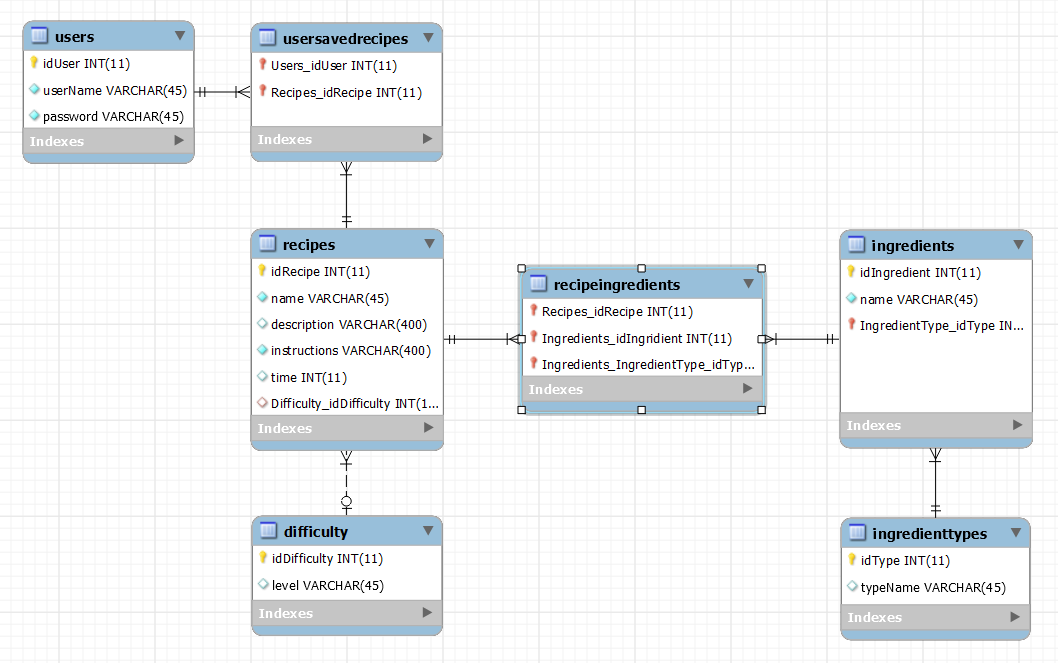 users
idUser INT(11)
userName VARCHAR(45)
password VARCHAR(45)
Indexes
usersavedrecipes
Users_idUser INT(11)
Recipes_idRecipe INT(11)
Indexes
recipes
idRecipe INT(11)
name VARCHAR(45)
description VARCHAR(400)
instructions VARCHAR(400)
time INT(11)
Difficulty_idDifficulty INT(1...
Indexes
recipeingredients
Recipes_idRecipe INT(11)
Ingredients_idIngridient INT(11)
Ingredients_IngredientType_idTyp...
Indexes
ingredients
idIngredient INT(11)
name VARCHAR(45)
IngredientType_idType IN...
Indexes
difficulty
idDifficulty INT(11)
level VARCHAR(45)
Indexes
ingredienttypes
idType INT(11)
typeName VARCHAR(45)
Indexes